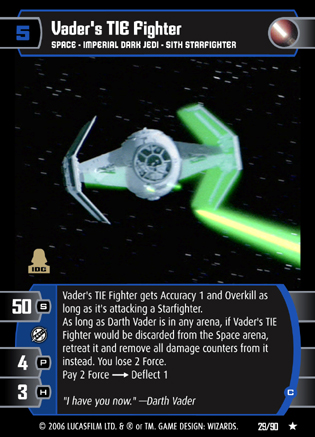 5
Vader's TIE Fighter
SPACE - IMPERIAL DARK JEDI - SITH STARFIGHTER
IDG
50 S
4 P
3 H
Vader's TIE Fighter gets Accuracy 1 and Overkill as
long as it's attacking a Starfighter.
As long as Darth Vader is in any arena, if Vader's TIE
Fighter would be discarded from the Space arena,
retreat it and remove all damage counters from it
instead. You lose 2 Force.
Pay 2 Force → Deflect 1
"I have you now." —Darth Vader
C
© 2006 LUCASFILM LTD. & ® or TM. GAME DESIGN: WIZARDS. 29/90 ★